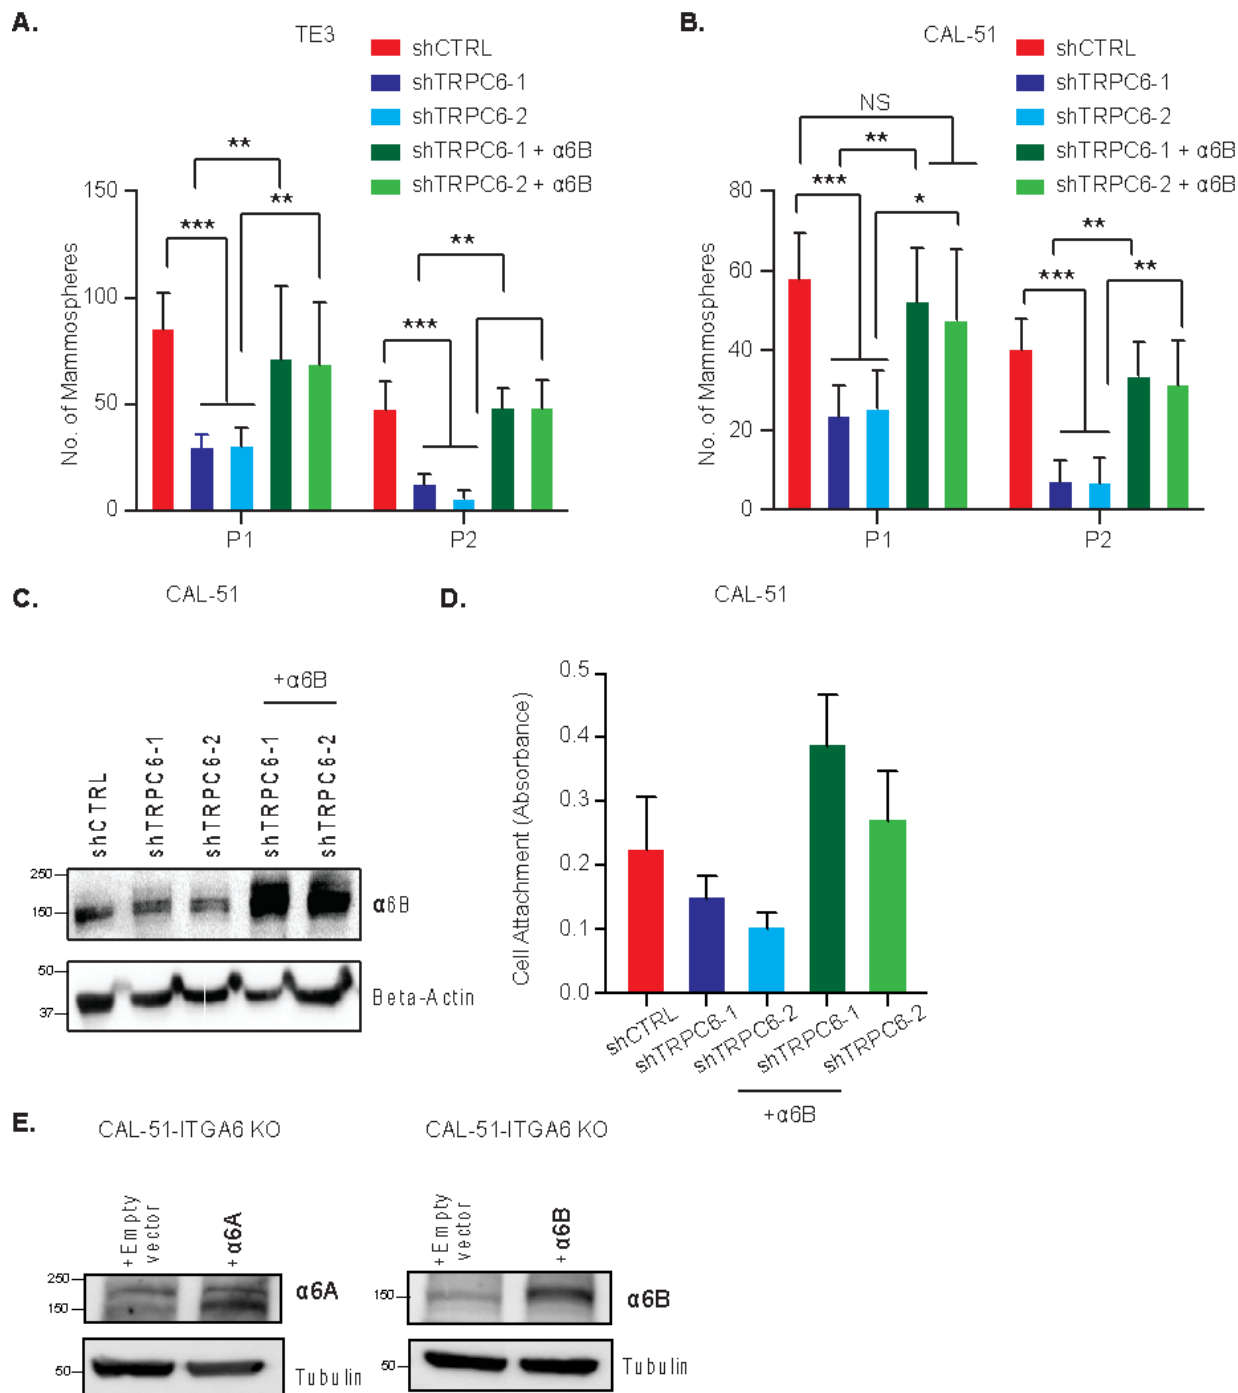 A.
TE3
shCTRL
shTRPC6-1
shTRPC6-2
shTRPC6-1 + α6B
shTRPC6-2 + α6B
No. of Mammospheres
150
100
50
0
***
**
**
***
**
P1
P2
B.
CAL-51
shCTRL
shTRPC6-1
shTRPC6-2
shTRPC6-1 + α6B
shTRPC6-2 + α6B
No. of Mammospheres
80
60
40
20
0
NS
**
***
*
**
***
**
P1
P2
C.
CAL-51
+α6B
shCTRL
shTRPC6-1
shTRPC6-2
shTRPC6-1
shTRPC6-2
250
150
α6B
50
37
Beta-Actin
D.
CAL-51
Cell Attachment (Absorbance)
0.5
0.4
0.3
0.2
0.1
0.0
shCTRL
shTRPC6-1
shTRPC6-2
shTRPC6-1
shTRPC6-2
+α6B
E.
CAL-51-ITGA6 KO
+Empty
vector
+α6A
250
150
α6A
50
Tubulin
CAL-51-ITGA6 KO
+Empty
vector
+α6B
150
α6B
50
Tubulin